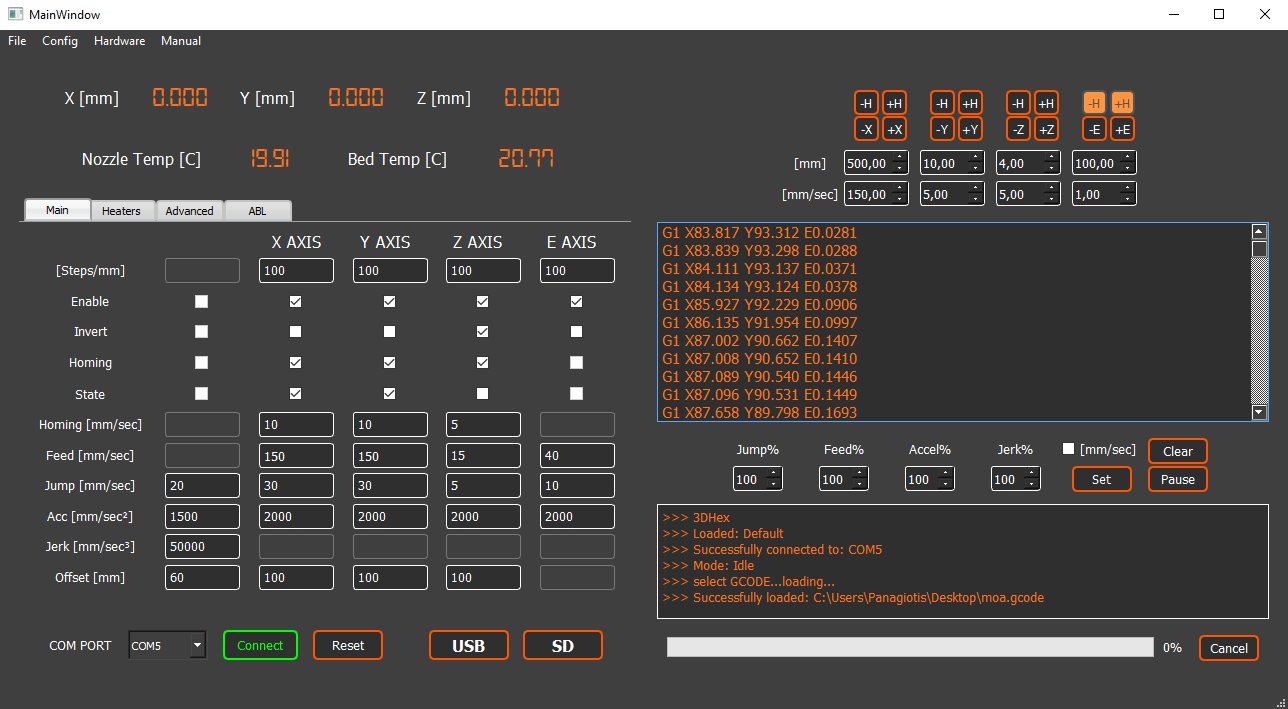 MainWindow
File Config Hardware Manual
X [mm] 0.000 Y [mm] 0.000 Z [mm] 0.000
Nozzle Temp [C] 19.91 Bed Temp [C] 20.77
Main Heaters Advanced ABL
X AXIS Y AXIS Z AXIS E AXIS
[Steps/mm] 100 100 100 100
Enable
Invert
Homing
State
Homing [mm/sec] 10 10 5
Feed [mm/sec] 150 150 15 40
Jump [mm/sec] 20 30 30 5 10
Acc [mm/sec²] 1500 2000 2000 2000 2000
Jerk [mm/sec³] 50000
Offset [mm] 60 100 100 100
COM PORT COM5 Connect Reset USB SD
-H +H -H +H -H +H -H +H
-X +X -Y +Y -Z +Z -E +E
[mm] 500,00 10,00 4,00 100,00
[mm/sec] 150,00 5,00 5,00 1,00
G1 X83.817 Y93.312 E0.0281
G1 X83.839 Y93.298 E0.0288
G1 X84.111 Y93.137 E0.0371
G1 X84.134 Y93.124 E0.0378
G1 X85.927 Y92.229 E0.0906
G1 X86.135 Y91.954 E0.0997
G1 X87.002 Y90.662 E0.1407
G1 X87.008 Y90.652 E0.1410
G1 X87.089 Y90.540 E0.1446
G1 X87.096 Y90.531 E0.1449
G1 X87.658 Y89.798 E0.1693
Jump% Feed% Accel% Jerk% [mm/sec] Clear
100 100 100 100 Set Pause
>>> 3DHex
>>> Loaded: Default
>>> Successfully connected to: COM5
>>> Mode: Idle
>>> select GCODE...loading...
>>> Successfully loaded: C:\Users\Panagiotis\Desktop\moa.gcode
0% Cancel